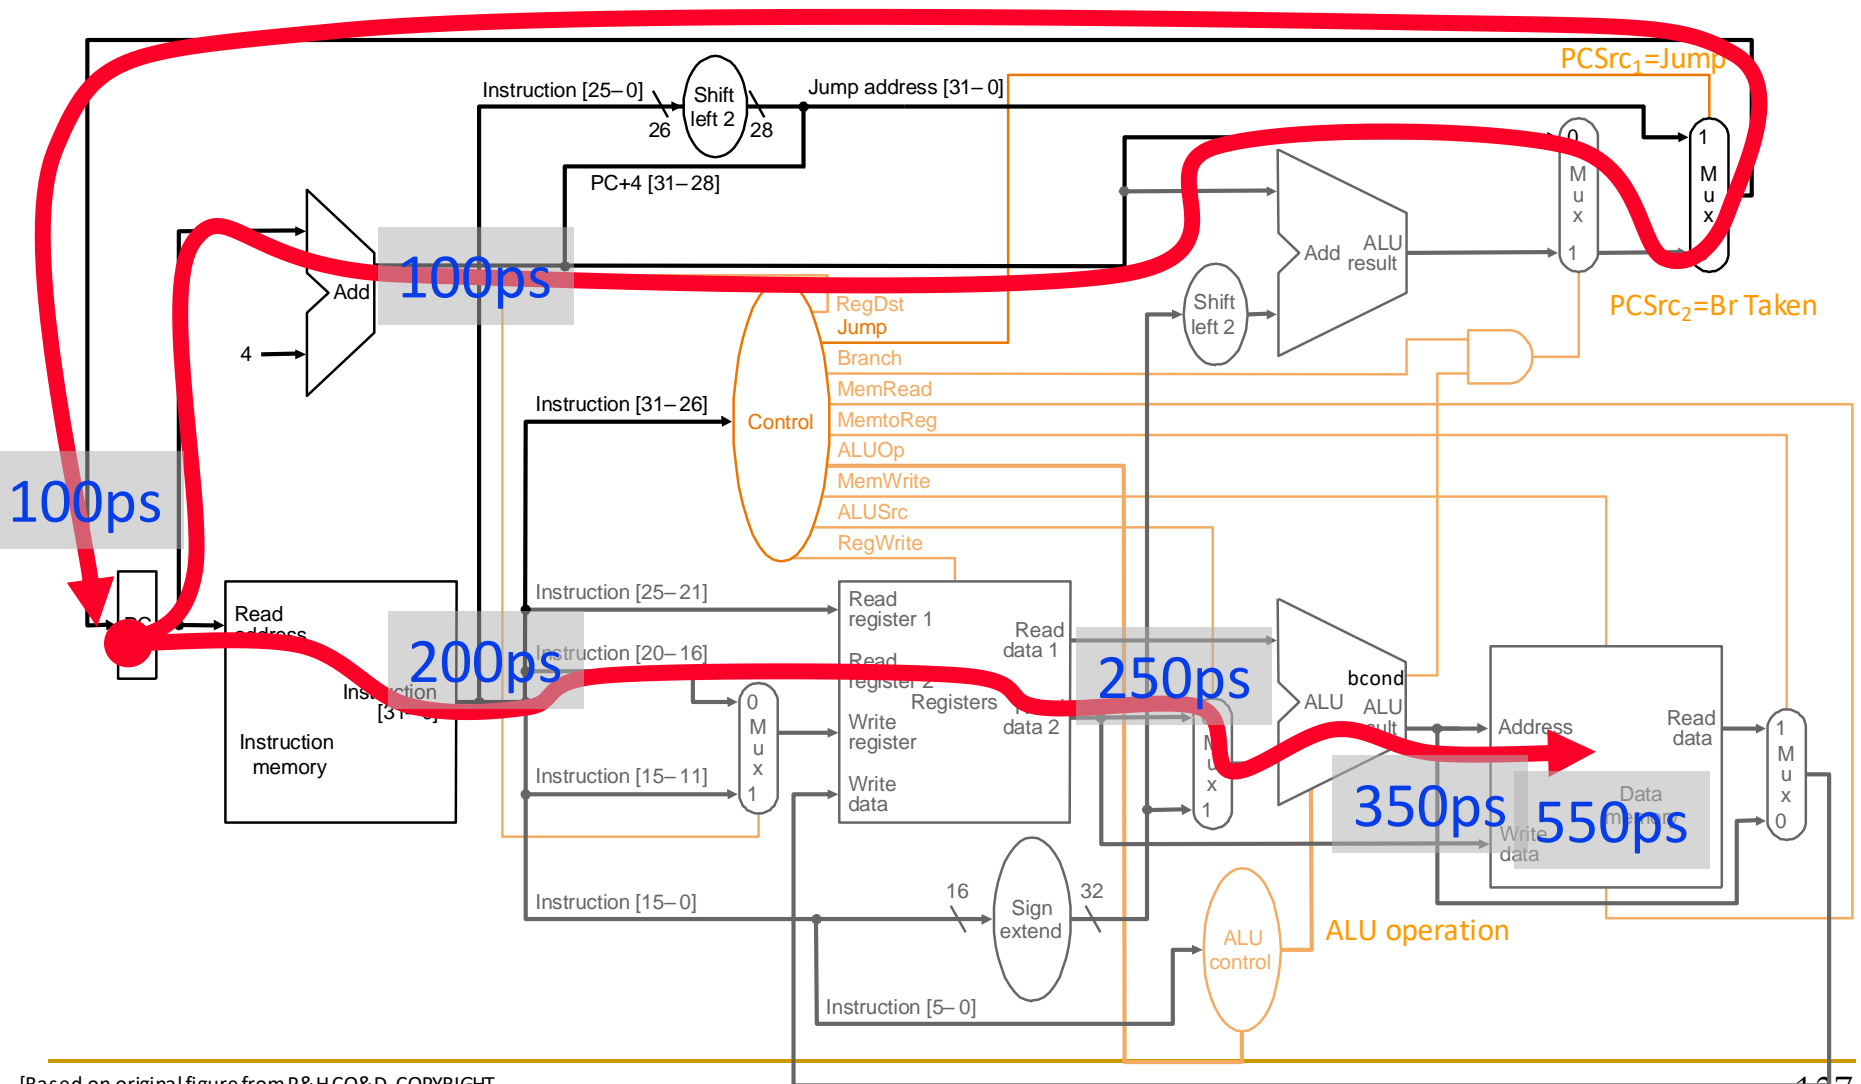 PCSrc1=Jump
Instruction [25–0]
Shift
left 2
Jump address [31–0]
26
28
PC+4 [31–28]
0
M
u
x
1
1
M
u
x
Add
ALU
result
100ps
Add
4
Shift
left 2
PCSrc2=Br Taken
RegDst
Jump
Branch
MemRead
MemtoReg
ALUOp
MemWrite
ALUSrc
RegWrite
Instruction [31–26]
Control
100ps
Read
address
Instruction
Instruction
memory
200ps
Instruction [25–21]
Instruction [20–16]
Instruction [15–11]
0
M
u
x
1
Read
register 1
Read
register 2
Registers
Write
register
Write
data
Read
data 1
data 2
250ps
M
u
x
1
bcond
ALU
ALU
350ps
550ps
Address
Read
data
Data
Write
data
1
M
u
x
0
Instruction [15–0]
16
Sign
extend
32
ALU
control
ALU operation
Instruction [5–0]